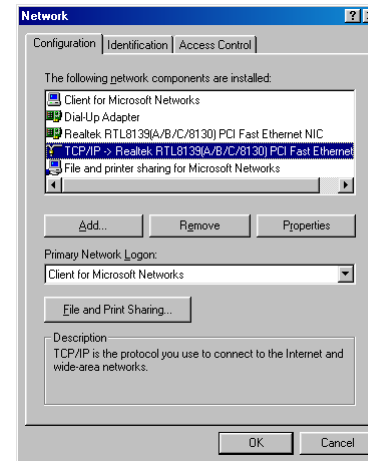 Network
Configuration Identification Access Control
The following network components are installed:
Client for Microsoft Networks
Dial-Up Adapter
Realtek RTL8139(A/B/C/8130) PCI Fast Ethernet NIC
TCP/IP -> Realtek RTL8139(A/B/C/8130) PCI Fast Ethernet
File and printer sharing for Microsoft Networks
Add... Remove Properties
Primary Network Logon:
Client for Microsoft Networks
File and Print Sharing...
Description
TCP/IP is the protocol you use to connect to the Internet and
wide-area networks.
OK Cancel